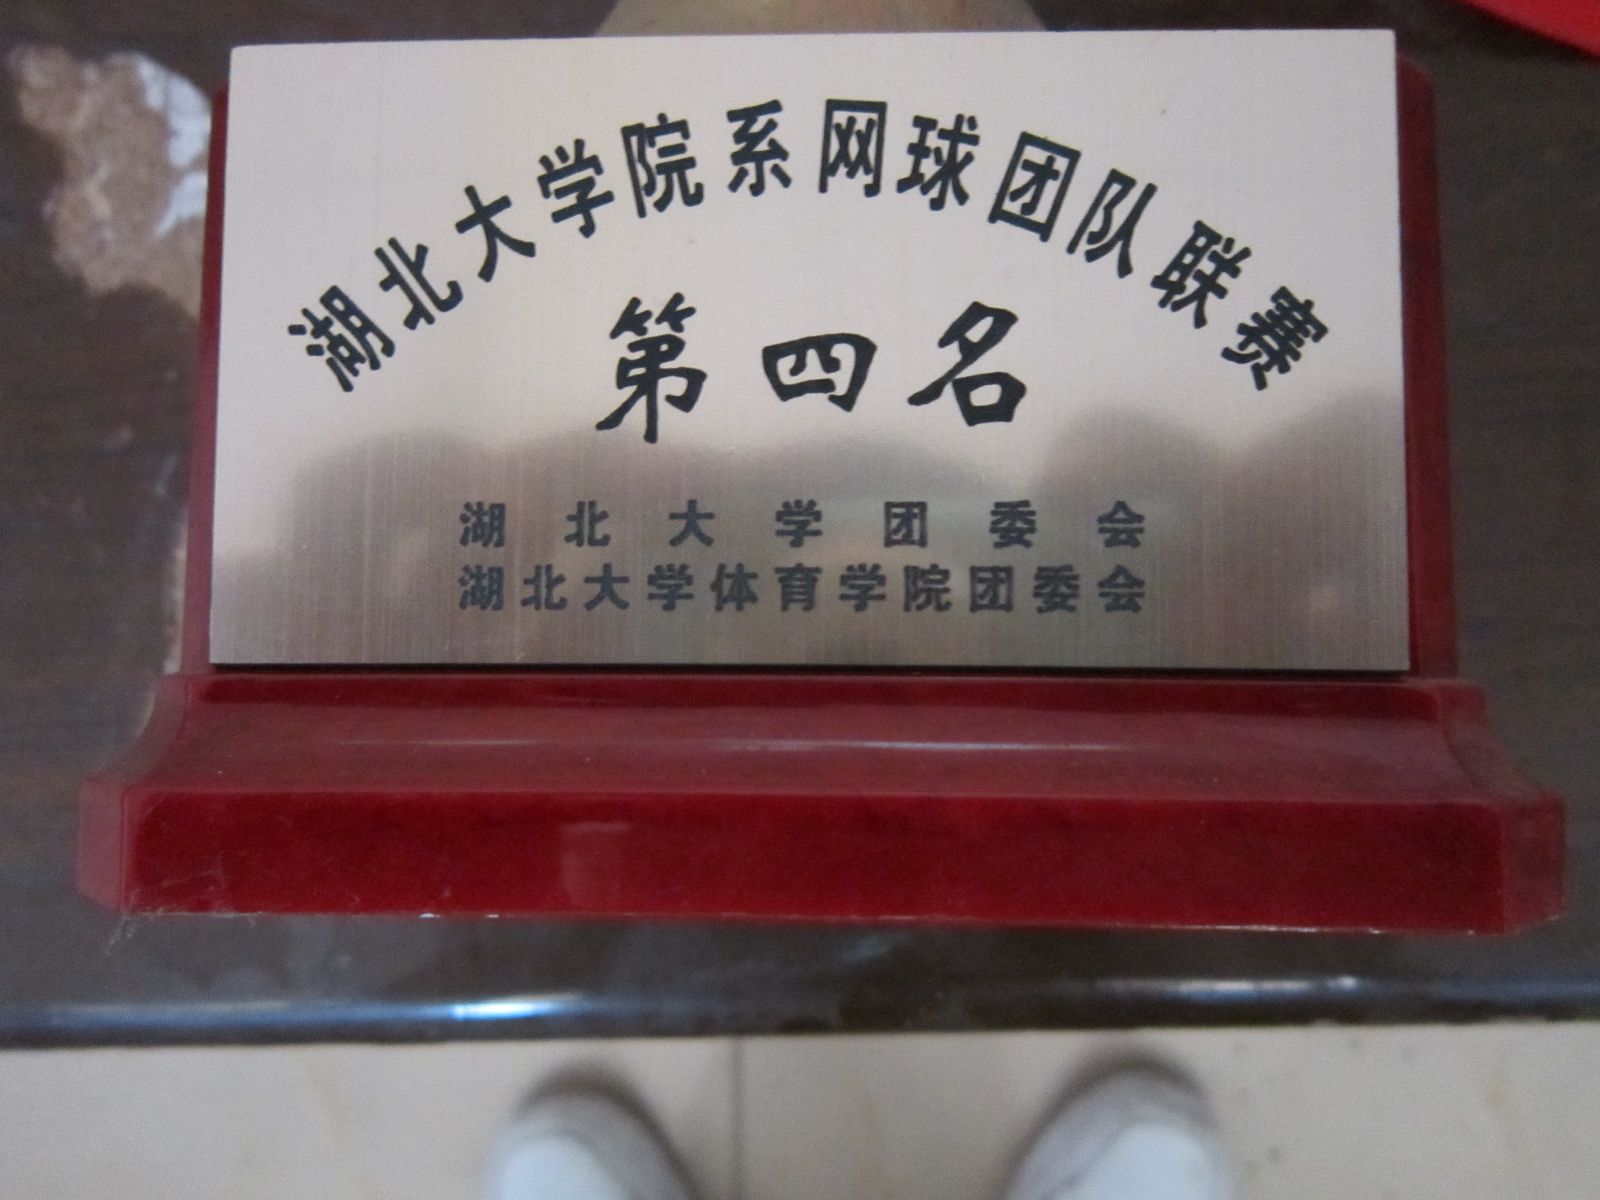 湖北大学院系网球团队联赛
第四名
湖北大学团委会
湖北大学体育学院团委会